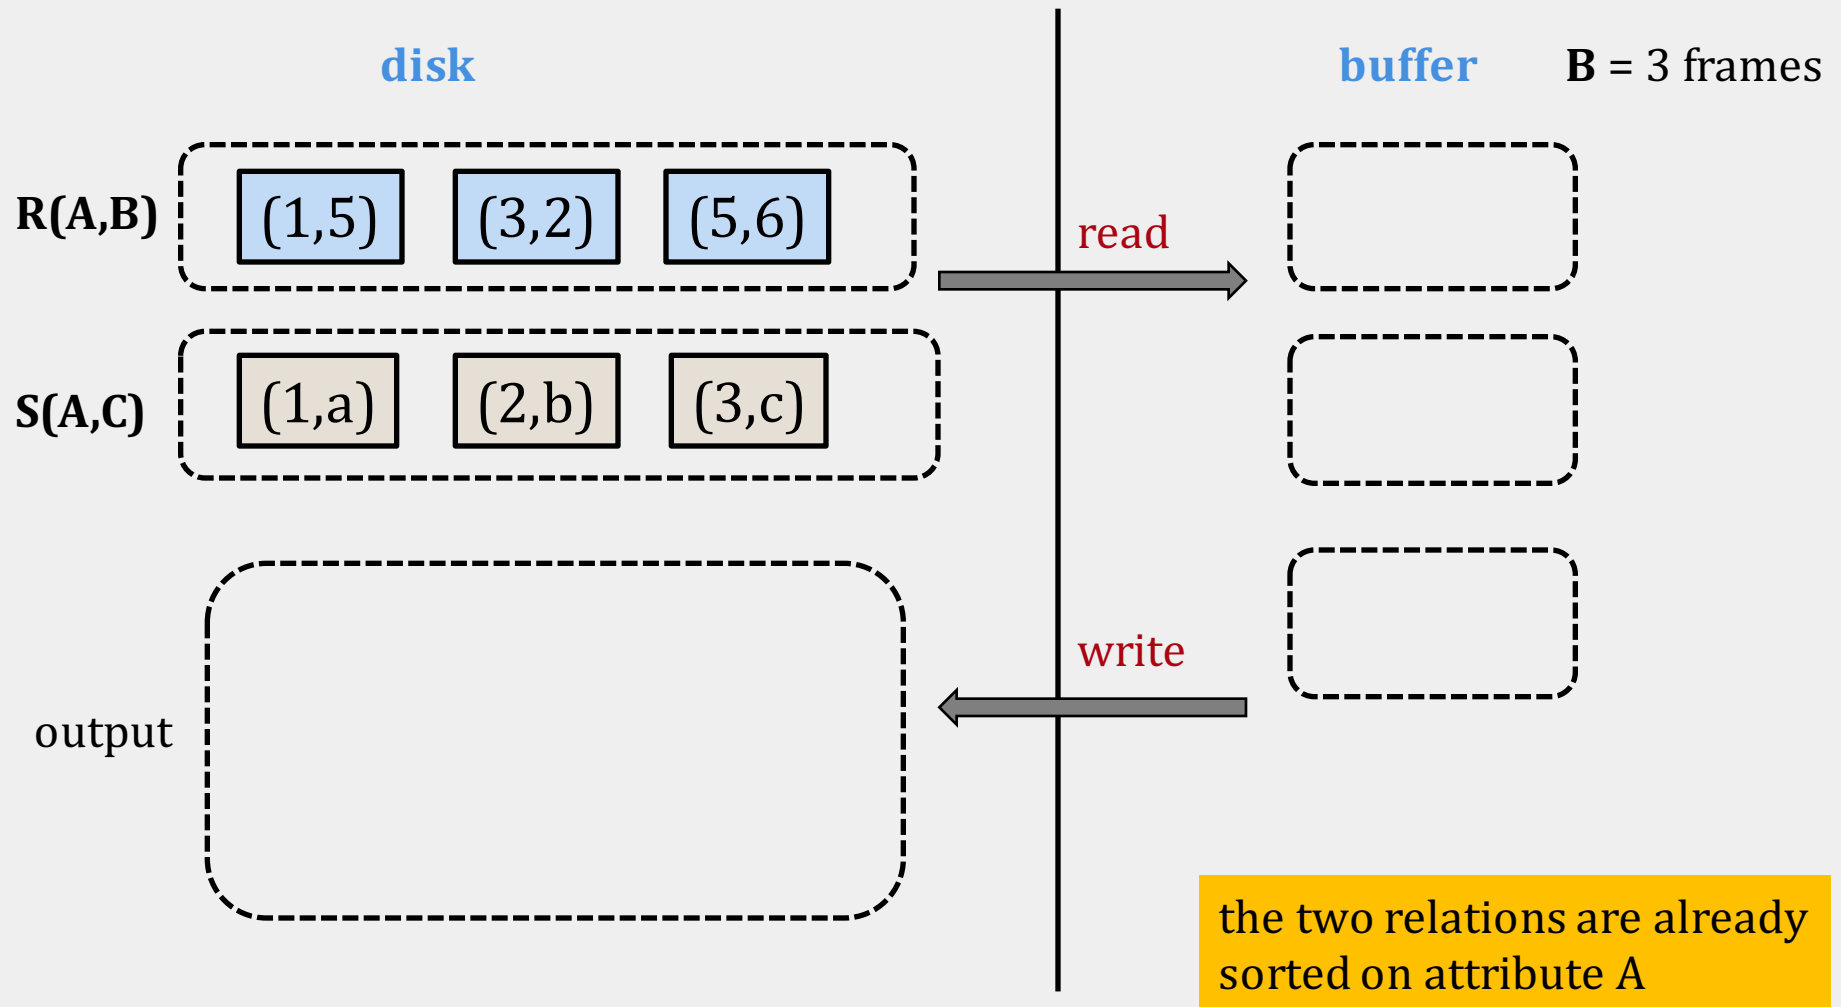 disk
buffer
B = 3 frames
R(A,B)
(1,5)
(3,2)
(5,6)
read
S(A,C)
(1,a)
(2,b)
(3,c)
write
output
the two relations are already
sorted on attribute A